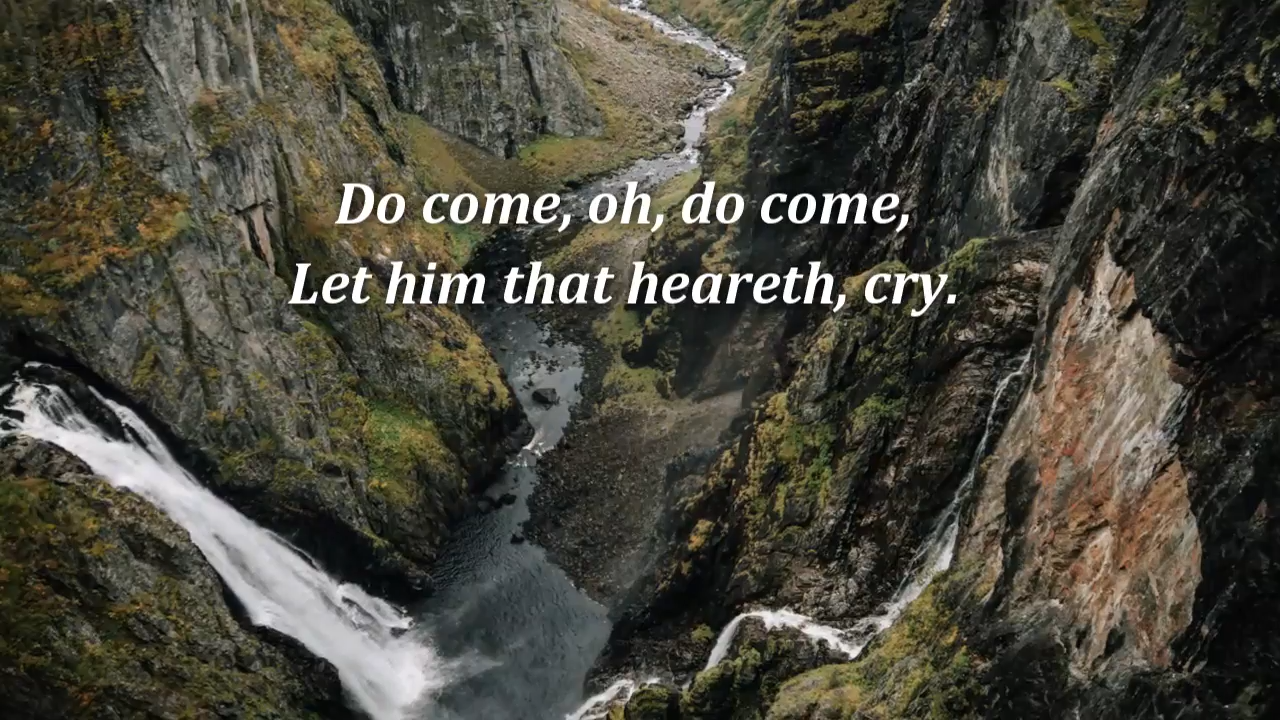 Do come, oh, do come,
Let him that heareth, cry.